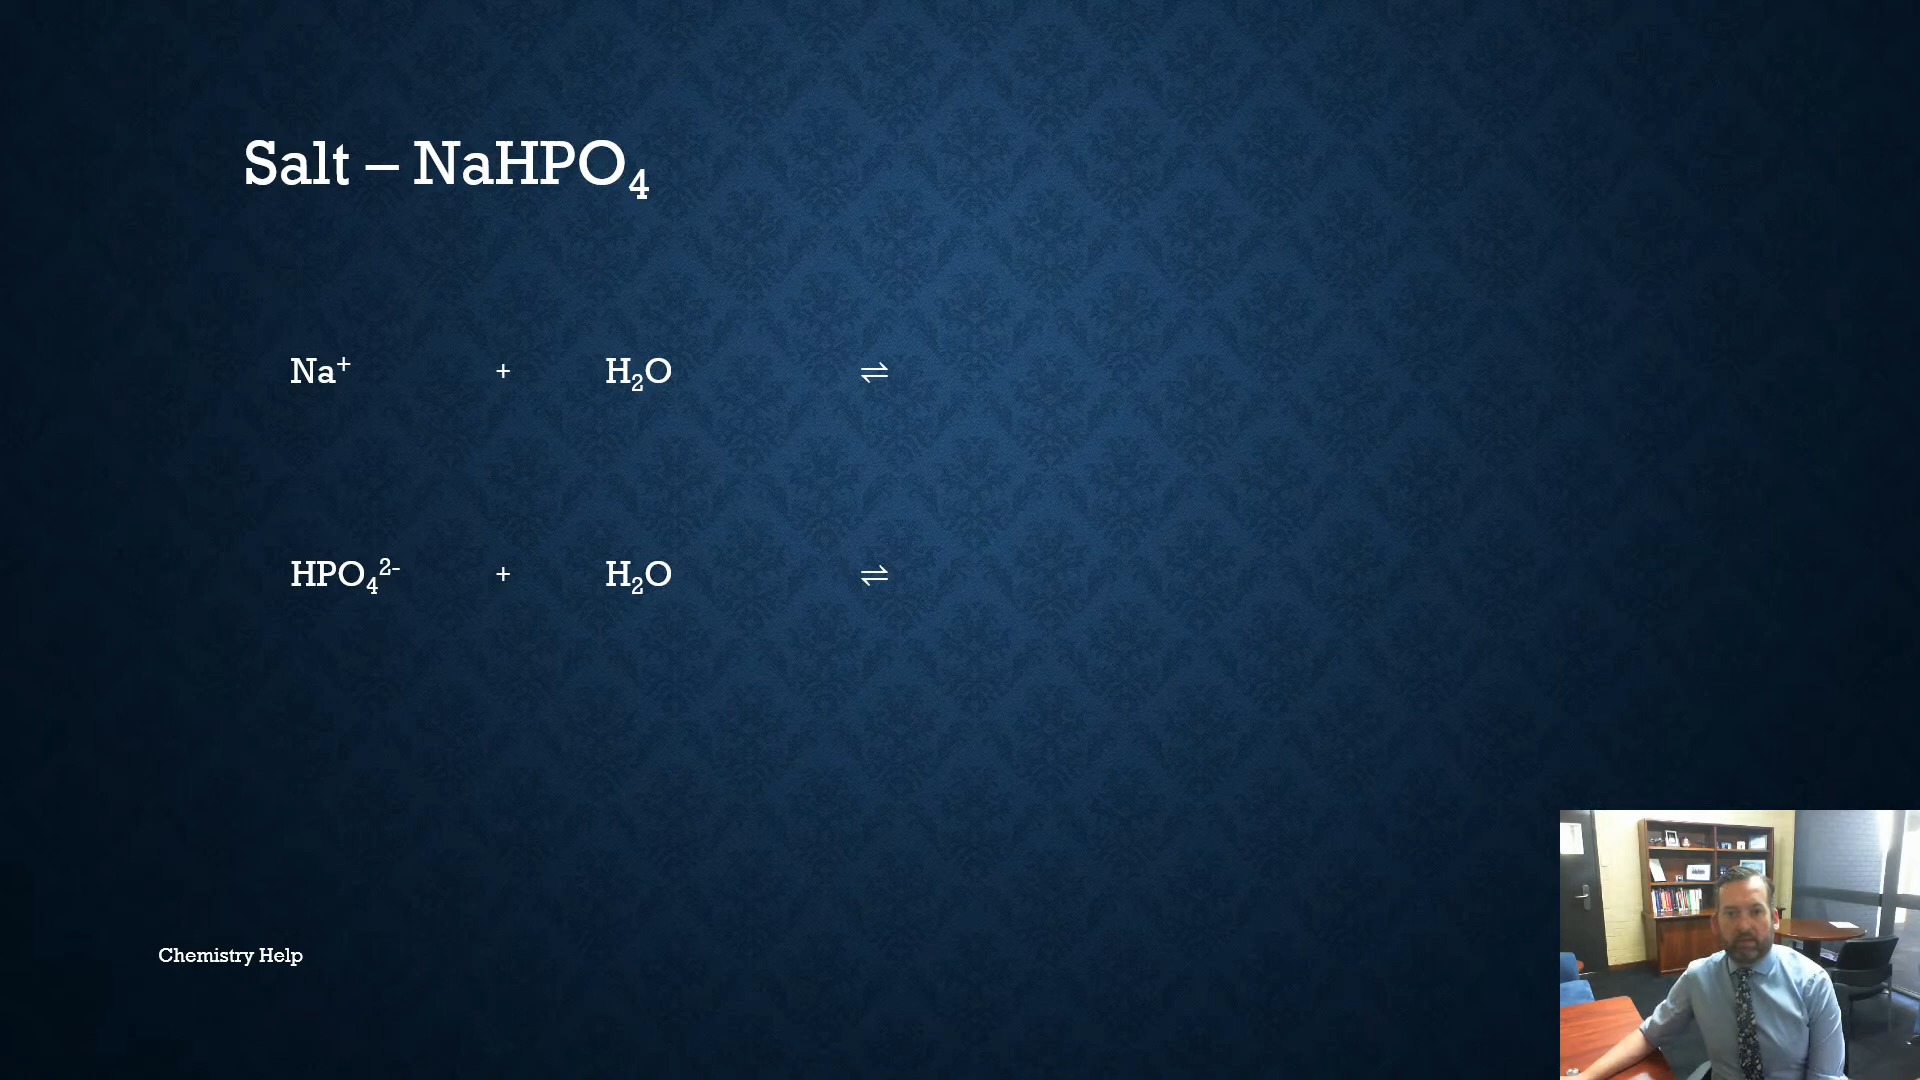 Salt – NaHPO₄
Na⁺ + H₂O ⇌
HPO₄²⁻ + H₂O ⇌
Chemistry Help